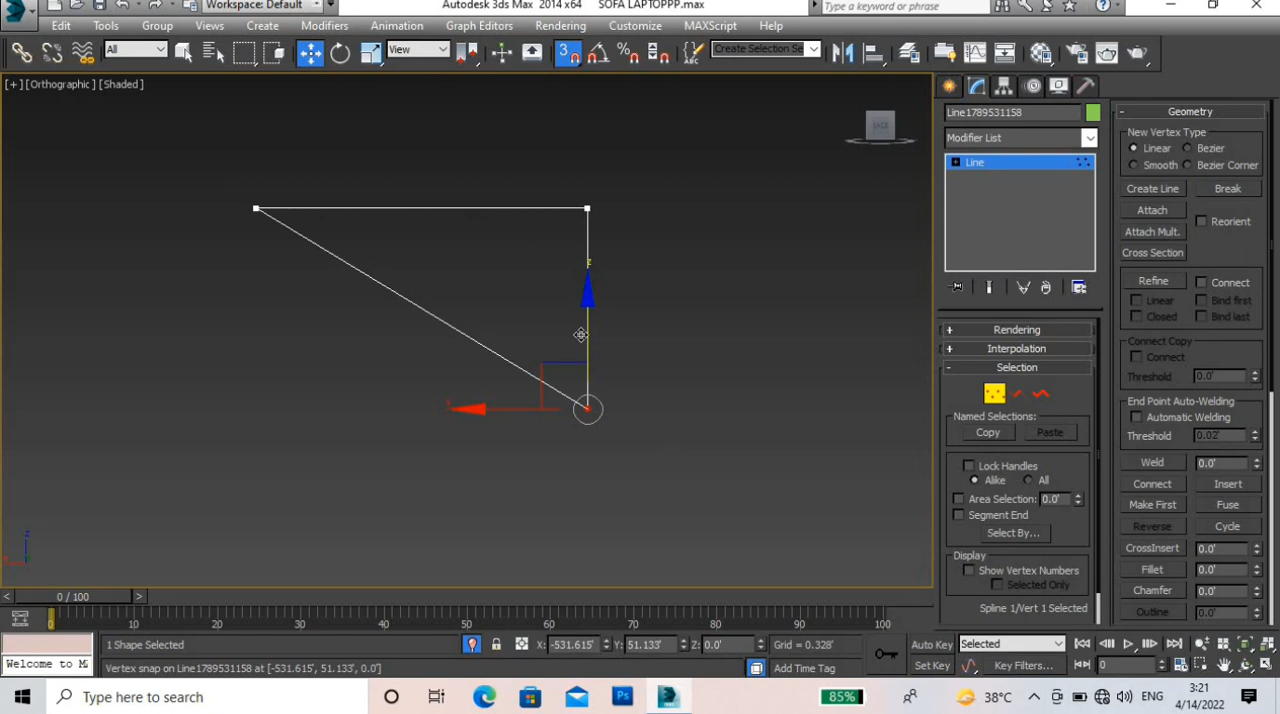 Workspace: Default
Autodesk 3ds Max 2014 x64 SOFA LAPTOPPP.max
Type a keyword or phrase
Edit Tools Group Views Create Modifiers Animation Graph Editors Rendering Customize MAXScript Help
All
View
3
Create Selection Se
[+] [Orthographic] [Shaded]
Line1789531158
Modifier List
Line
Rendering
Interpolation
Selection
Named Selections:
Copy Paste
Lock Handles
Alike All
Area Selection: 0.0'
Segment End
Select By...
Display
Show Vertex Numbers
Selected Only
Spline 1/Vert 1 Selected
Geometry
New Vertex Type
Linear Bezier
Smooth Bezier Corner
Create Line Break
Attach Reorient
Attach Mult.
Cross Section
Refine Connect
Linear Bind first
Closed Bind last
Connect Copy
Connect
Threshold 0.0'
End Point Auto-Welding
Automatic Welding
Threshold 0.02'
Weld 0.0'
Connect Insert
Make First Fuse
Reverse Cycle
CrossInsert 0.0'
Fillet 0.0'
Chamfer 0.0'
Outline 0.0'
z
x
< 0 / 100 >
0 10 20 30 40 50 60 70 80 90 100
1 Shape Selected
X: -531.615' Y: 51.133' Z: 0.0' Grid = 0.328'
Auto Key Selected
Welcome to M
Vertex snap on Line1789531158 at [-531.615', 51.133', 0.0']
Add Time Tag
Set Key Key Filters... 0
Type here to search
Ps
85%
38°C
ENG
3:21
4/14/2022